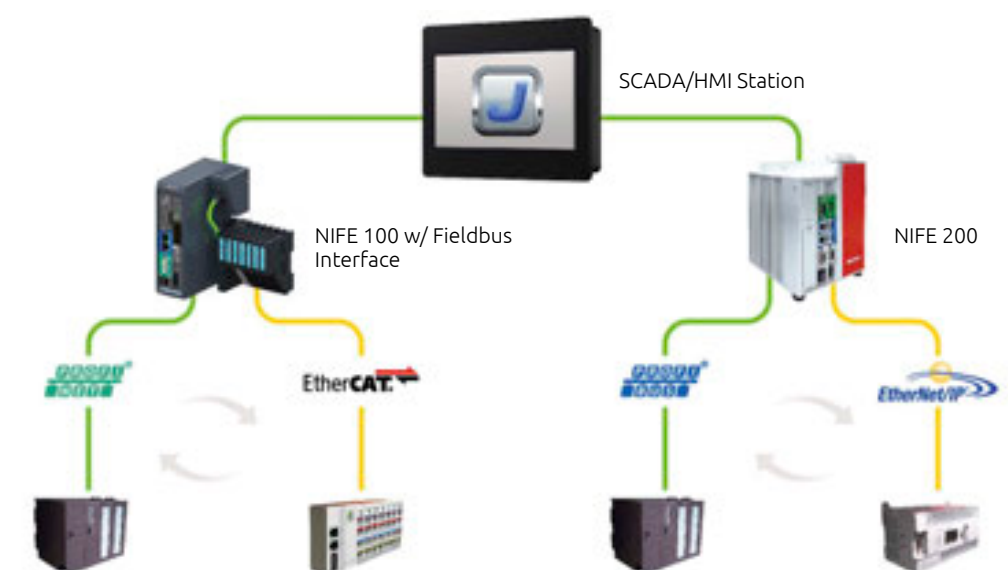 SCADA/HMI Station
NIFE 100 w/ Fieldbus
Interface
NIFE 200
EtherCAT
EtherNet/IP